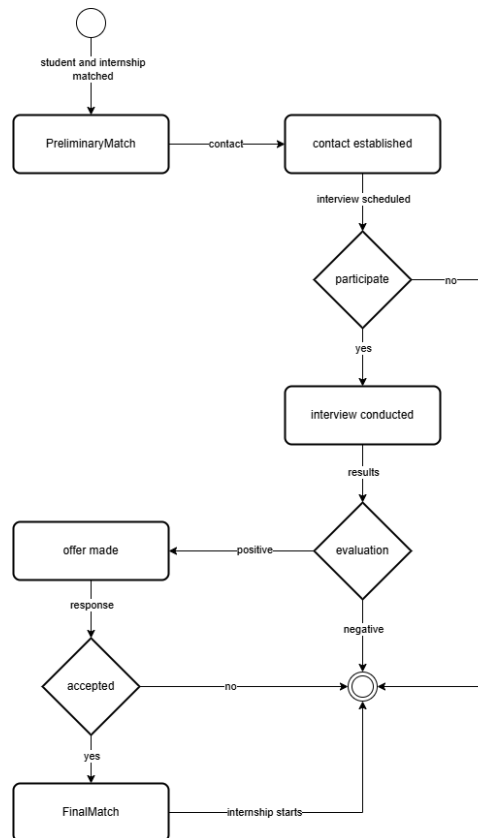 student and internship
matched
PreliminaryMatch
contact
contact established
interview scheduled
participate
no
yes
interview conducted
results
evaluation
positive
offer made
negative
response
accepted
no
yes
FinalMatch
internship starts